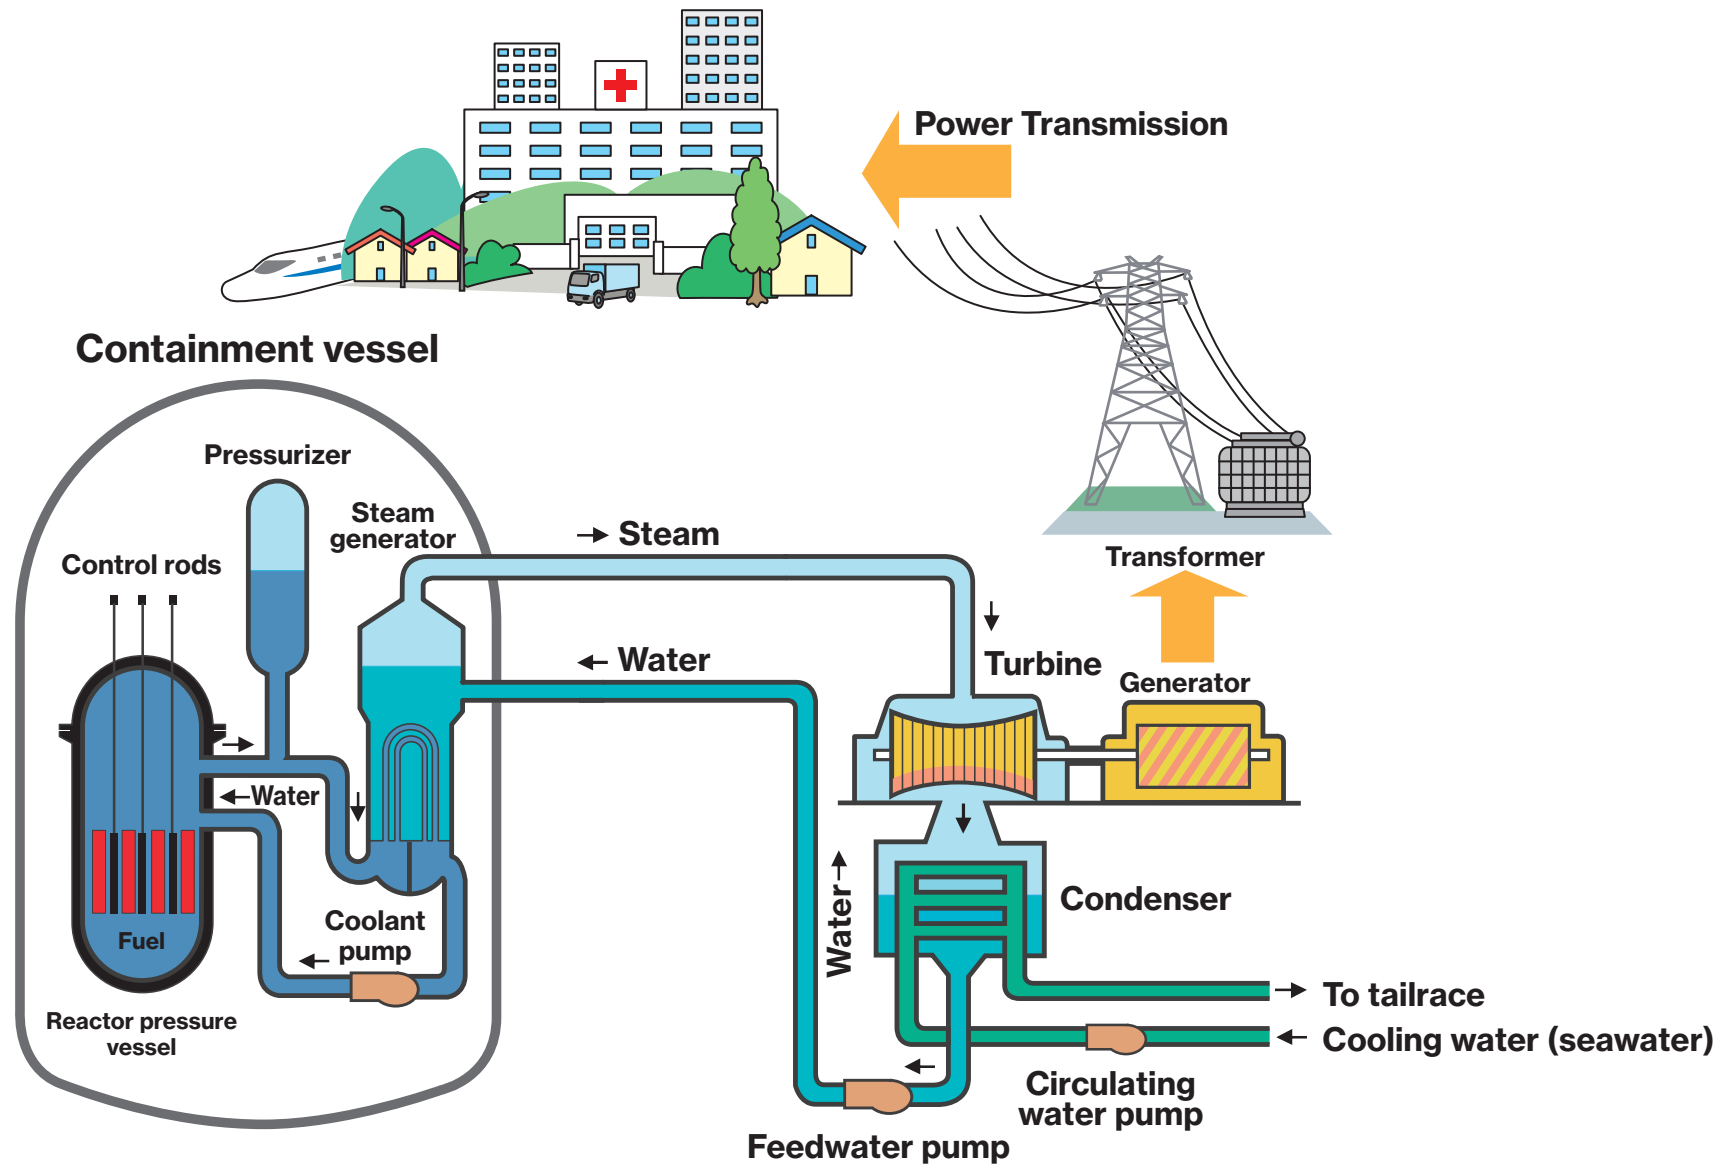 Power Transmission
Containment vessel
Pressurizer
Steam
generator
Control rods
Steam
Transformer
Water
Turbine
Generator
Water
Water
Condenser
Fuel
Coolant
pump
Reactor pressure
vessel
To tailrace
Cooling water (seawater)
Circulating
water pump
Feedwater pump